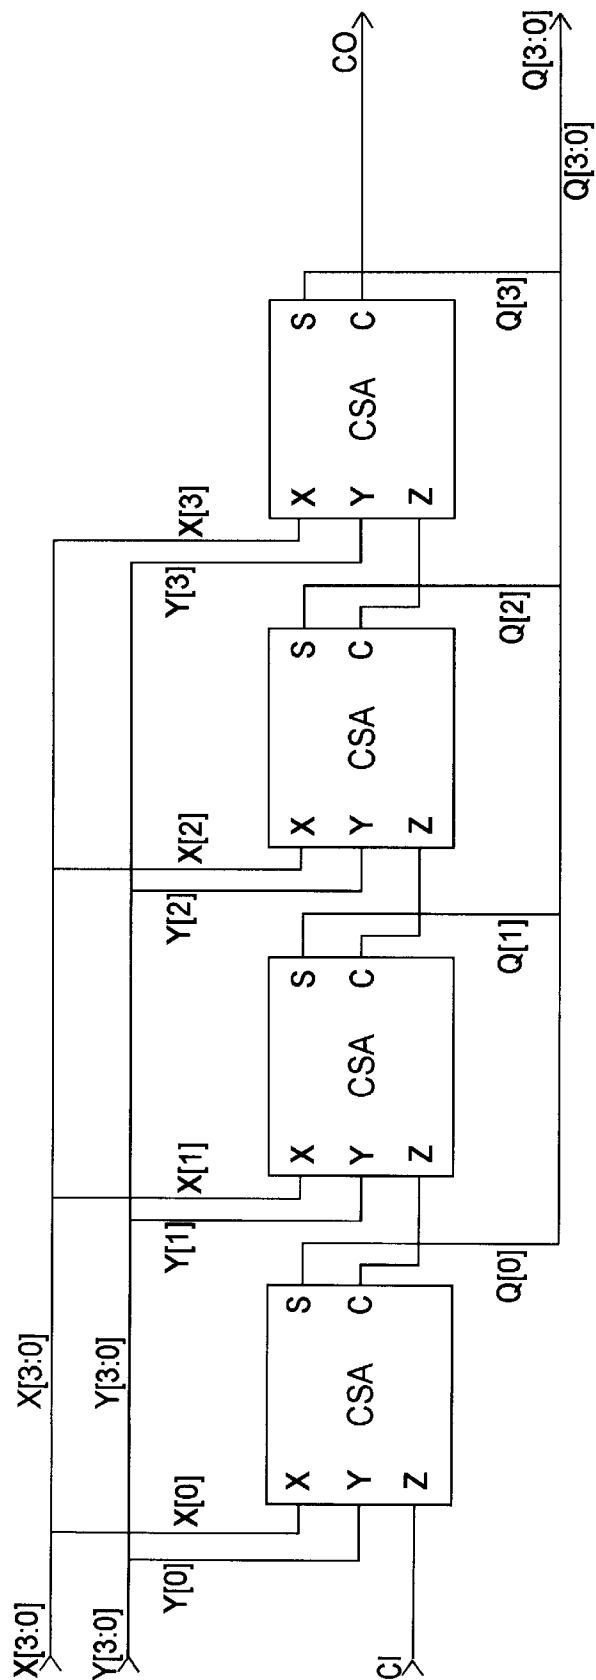 X[3:0]
X[3:0]
Y[3:0]
Y[3:0]
CI
X[0]
Y[0]
X
Y
Z
CSA
S
C
Q[0]
X[1]
Y[1]
X
Y
Z
CSA
S
C
Q[1]
X[2]
Y[2]
X
Y
Z
CSA
S
C
Q[2]
X[3]
Y[3]
X
Y
Z
CSA
S
C
Q[3]
CO
Q[3:0]
Q[3:0]